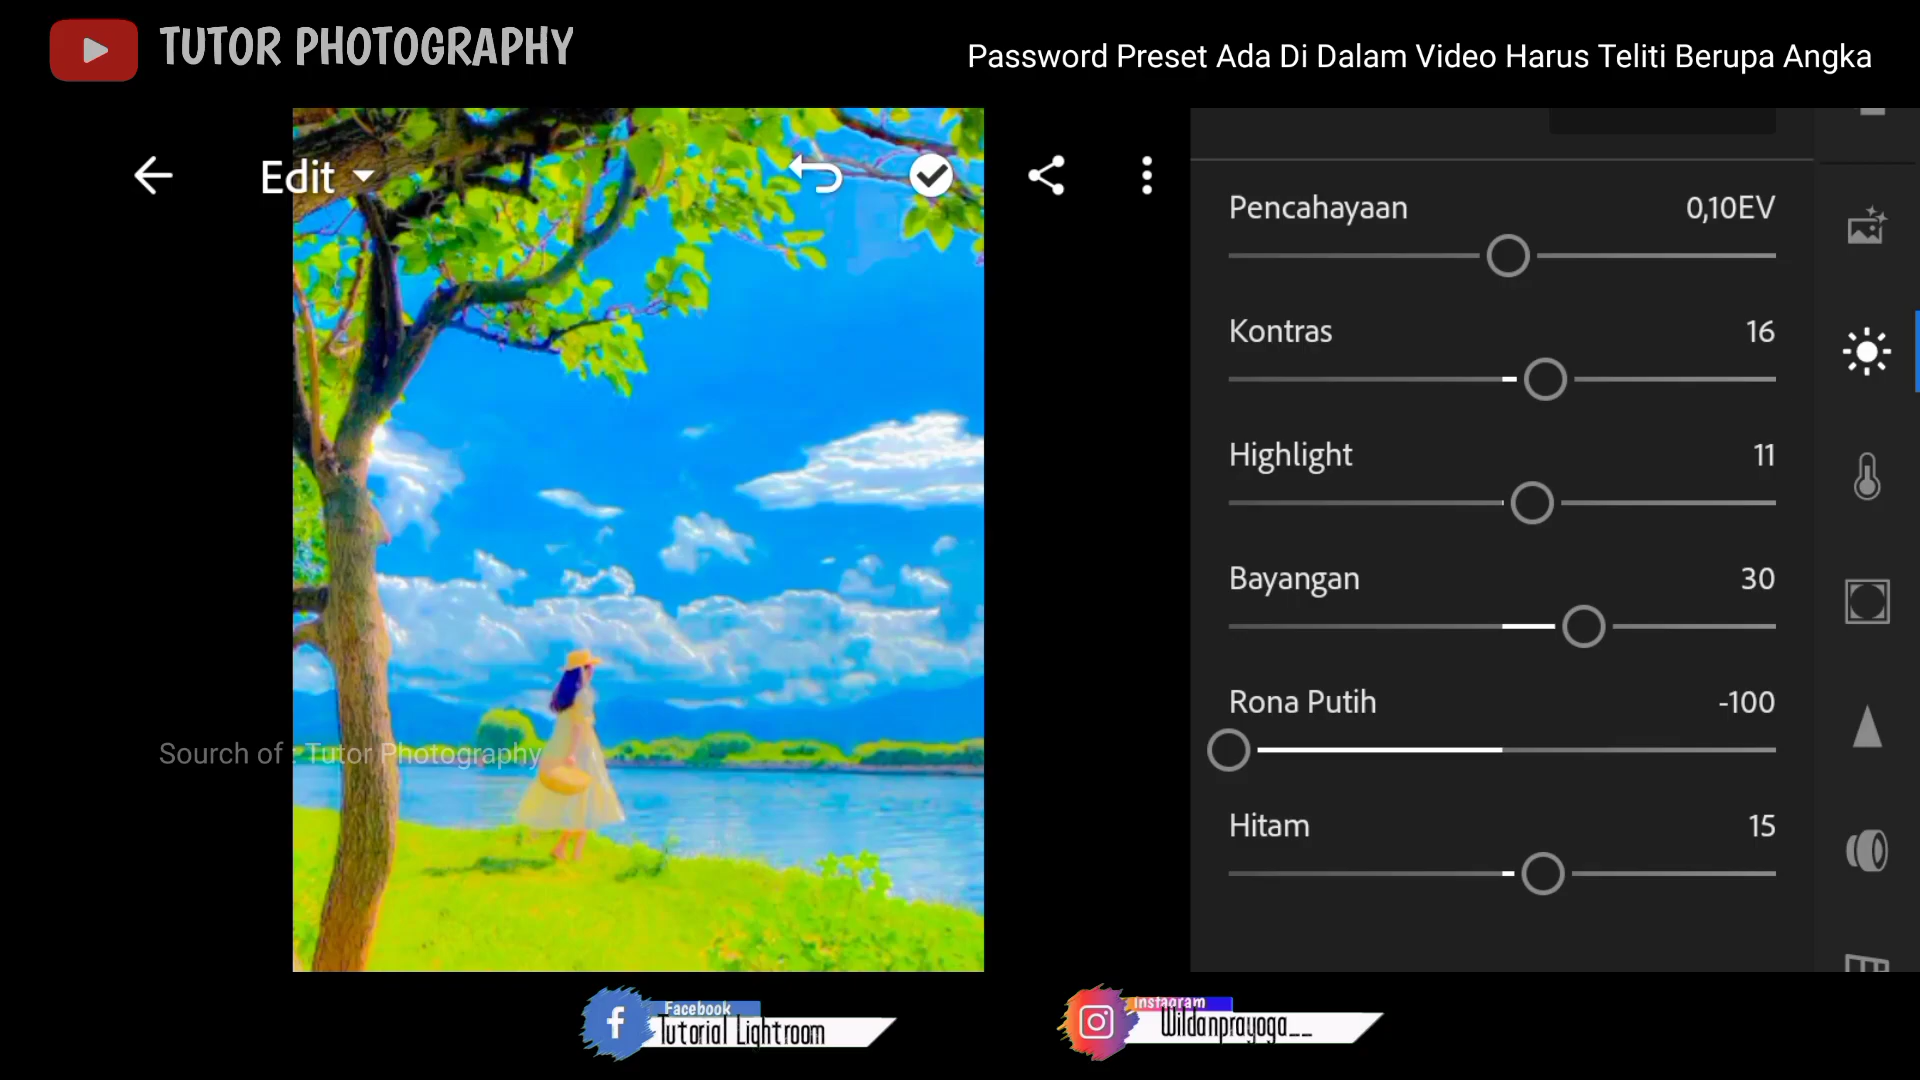 TUTOR PHOTOGRAPHY
Password Preset Ada Di Dalam Video Harus Teliti Berupa Angka
Edit
Pencahayaan 0,10EV
Kontras 16
Highlight 11
Bayangan 30
Rona Putih -100
Hitam 15
Sourch of : Tutor Photography
Facebook
Tutorial Lightroom
Instagram
Wildanprayoga__